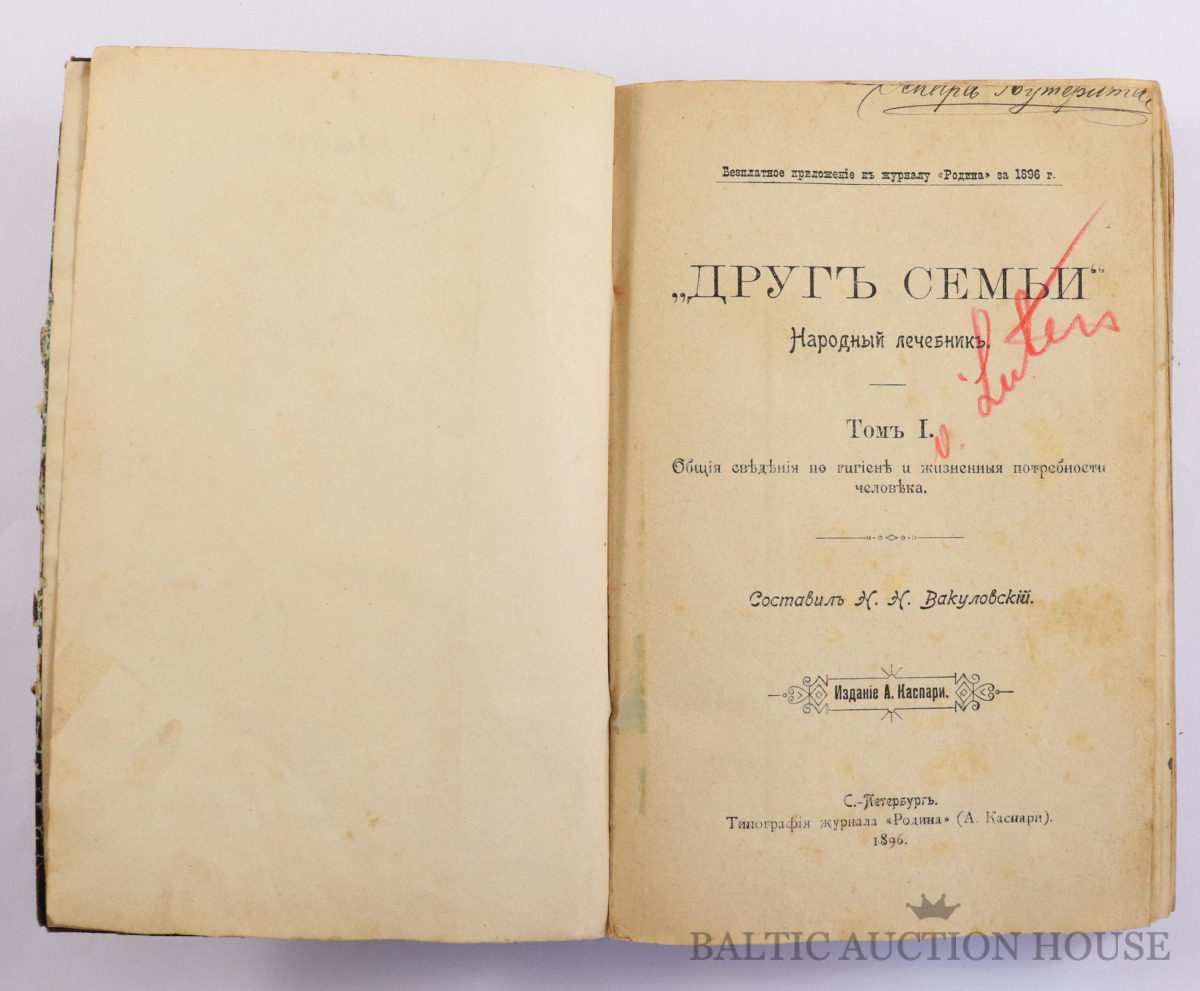 Безплатное приложеніе къ журналу «Родина» за 1896 г.
„ДРУГЪ СЕМЬИ“
Народный лечебникъ.
v. Luters
Томъ I.
Общія свѣдѣнія по гигіенѣ и жизненныя потребности
человѣка.
Составилъ Н. Н. Вакуловскій.
Изданіе А. Каспари.
С.-Петербургъ.
Типографія журнала «Родина» (А. Каспари).
1896.
BALTIC AUCTION HOUSE